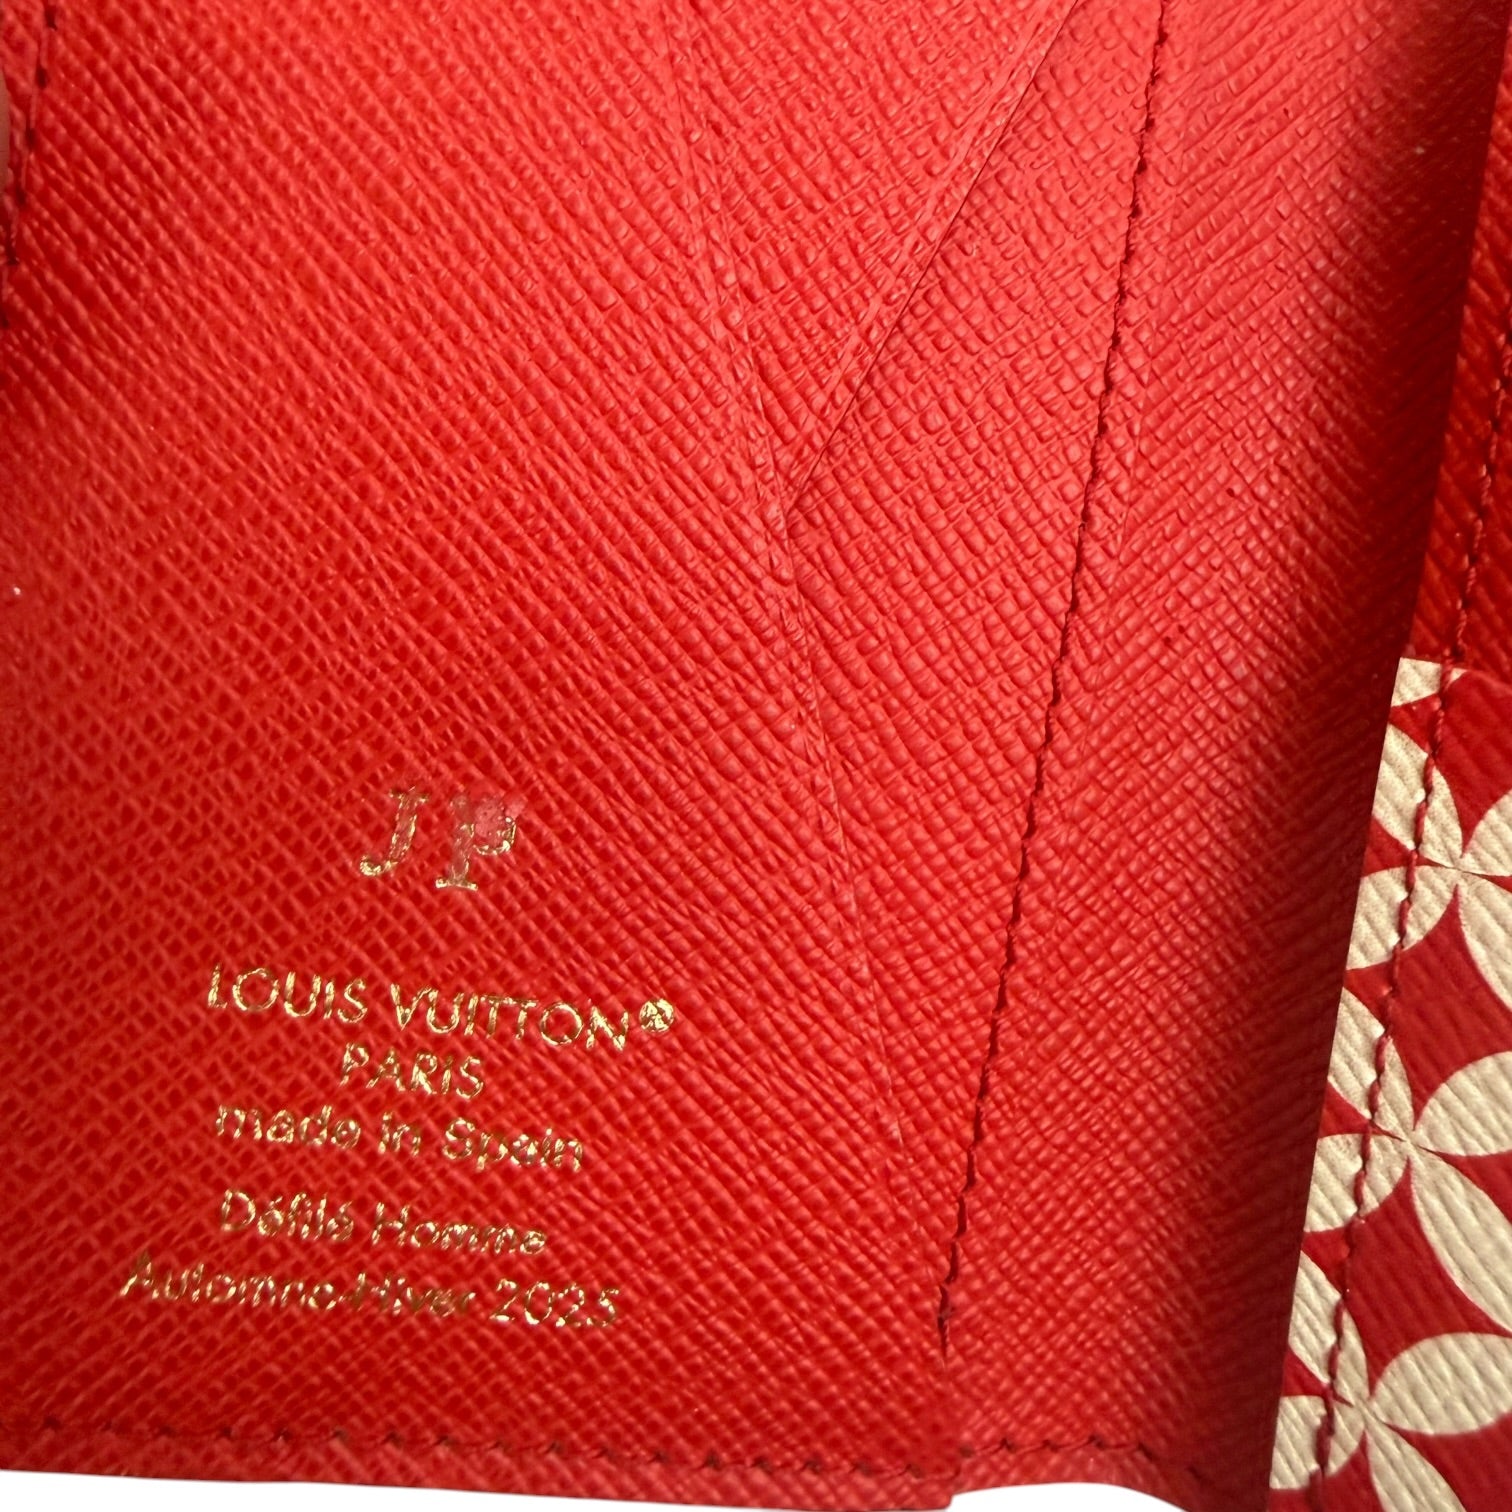 JP
LOUIS VUITTON®
PARIS
made in Spain
Défilé Homme
Automne-Hiver 2025